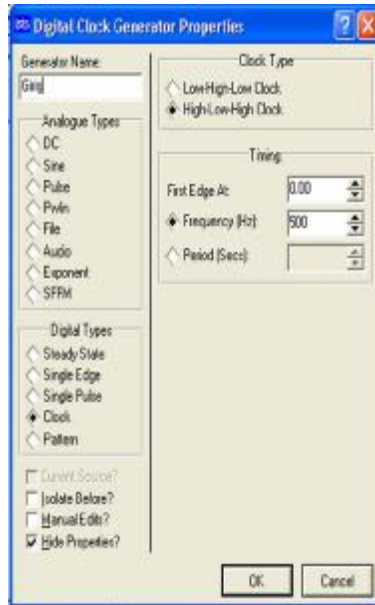 Digital Clock Generator Properties
Generator Name:
Analogue Types
DC
Sine
Pulse
Pwlin
File
Audio
Exponent
SFFM
Digital Types
Steady State
Single Edge
Single Pulse
Clock
Pattern
Current Source?
Isolate Before?
Manual Edits?
Hide Properties?
Clock Type
Low-High-Low Clock
High-Low-High Clock
Timing:
First Edge At: 0.00
Frequency (Hz): 500
Period (Secs):
OK Cancel